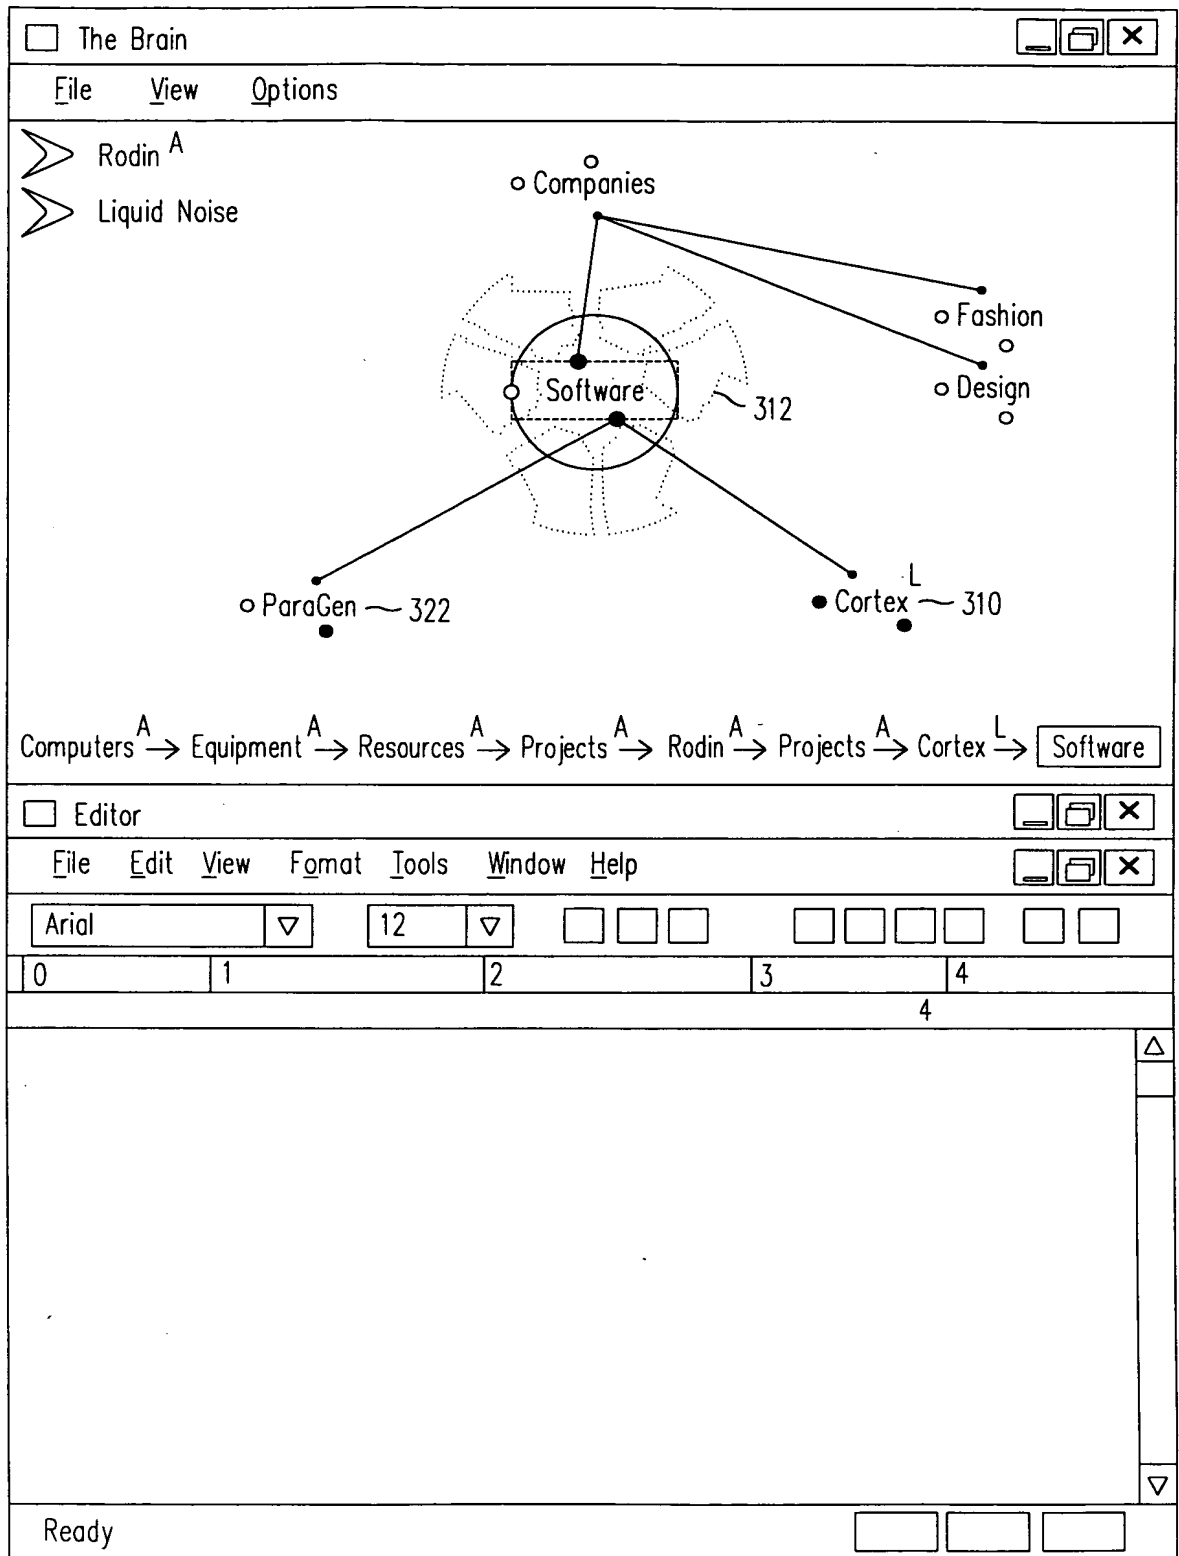 The Brain
File View Options
Rodin A
Liquid Noise
Companies
Fashion
Design
Software
312
ParaGen 322
Cortex L 310
Computers A → Equipment A → Resources A → Projects A → Rodin A → Projects A → Cortex L → Software
Editor
File Edit View Fomat Tools Window Help
Arial 12
0 1 2 3 4
4
Ready